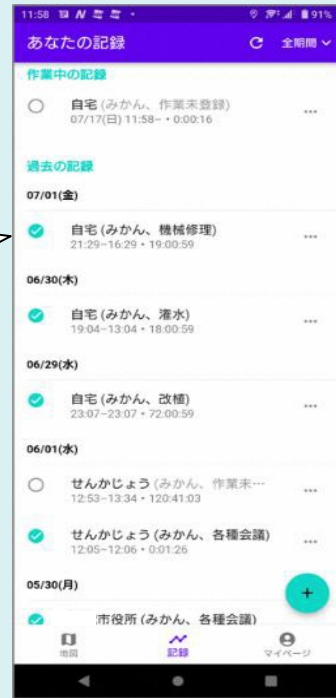 11:58
91%
あなたの記録
全期間
作業中の記録
自宅 (みかん、作業未登録)
07/17(日) 11:58− • 0:00:16
過去の記録
07/01(金)
自宅 (みかん、機械修理)
21:29−16:29 • 19:00:59
06/30(木)
自宅 (みかん、灌水)
19:04−13:04 • 18:00:59
06/29(水)
自宅 (みかん、改植)
23:07−23:07 • 72:00:59
06/01(水)
せんかじょう (みかん、作業未…
12:53−13:34 • 120:41:03
せんかじょう (みかん、各種会議)
12:05−12:06 • 0:01:26
05/30(月)
市役所 (みかん、各種会議)
地図
記録
マイページ